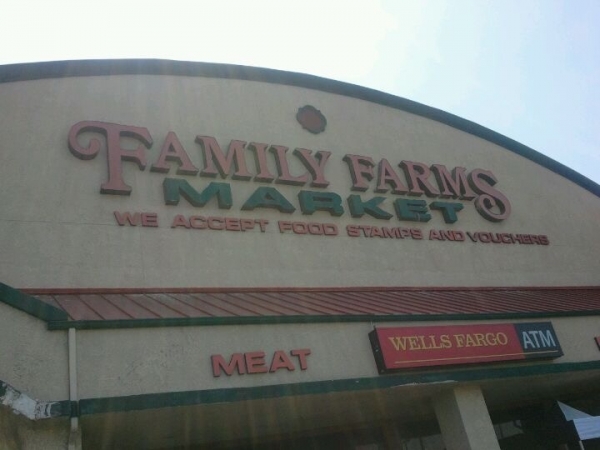 FAMILY FARMS
MARKET
WE ACCEPT FOOD STAMPS AND VOUCHERS
MEAT
WELLS FARGO ATM